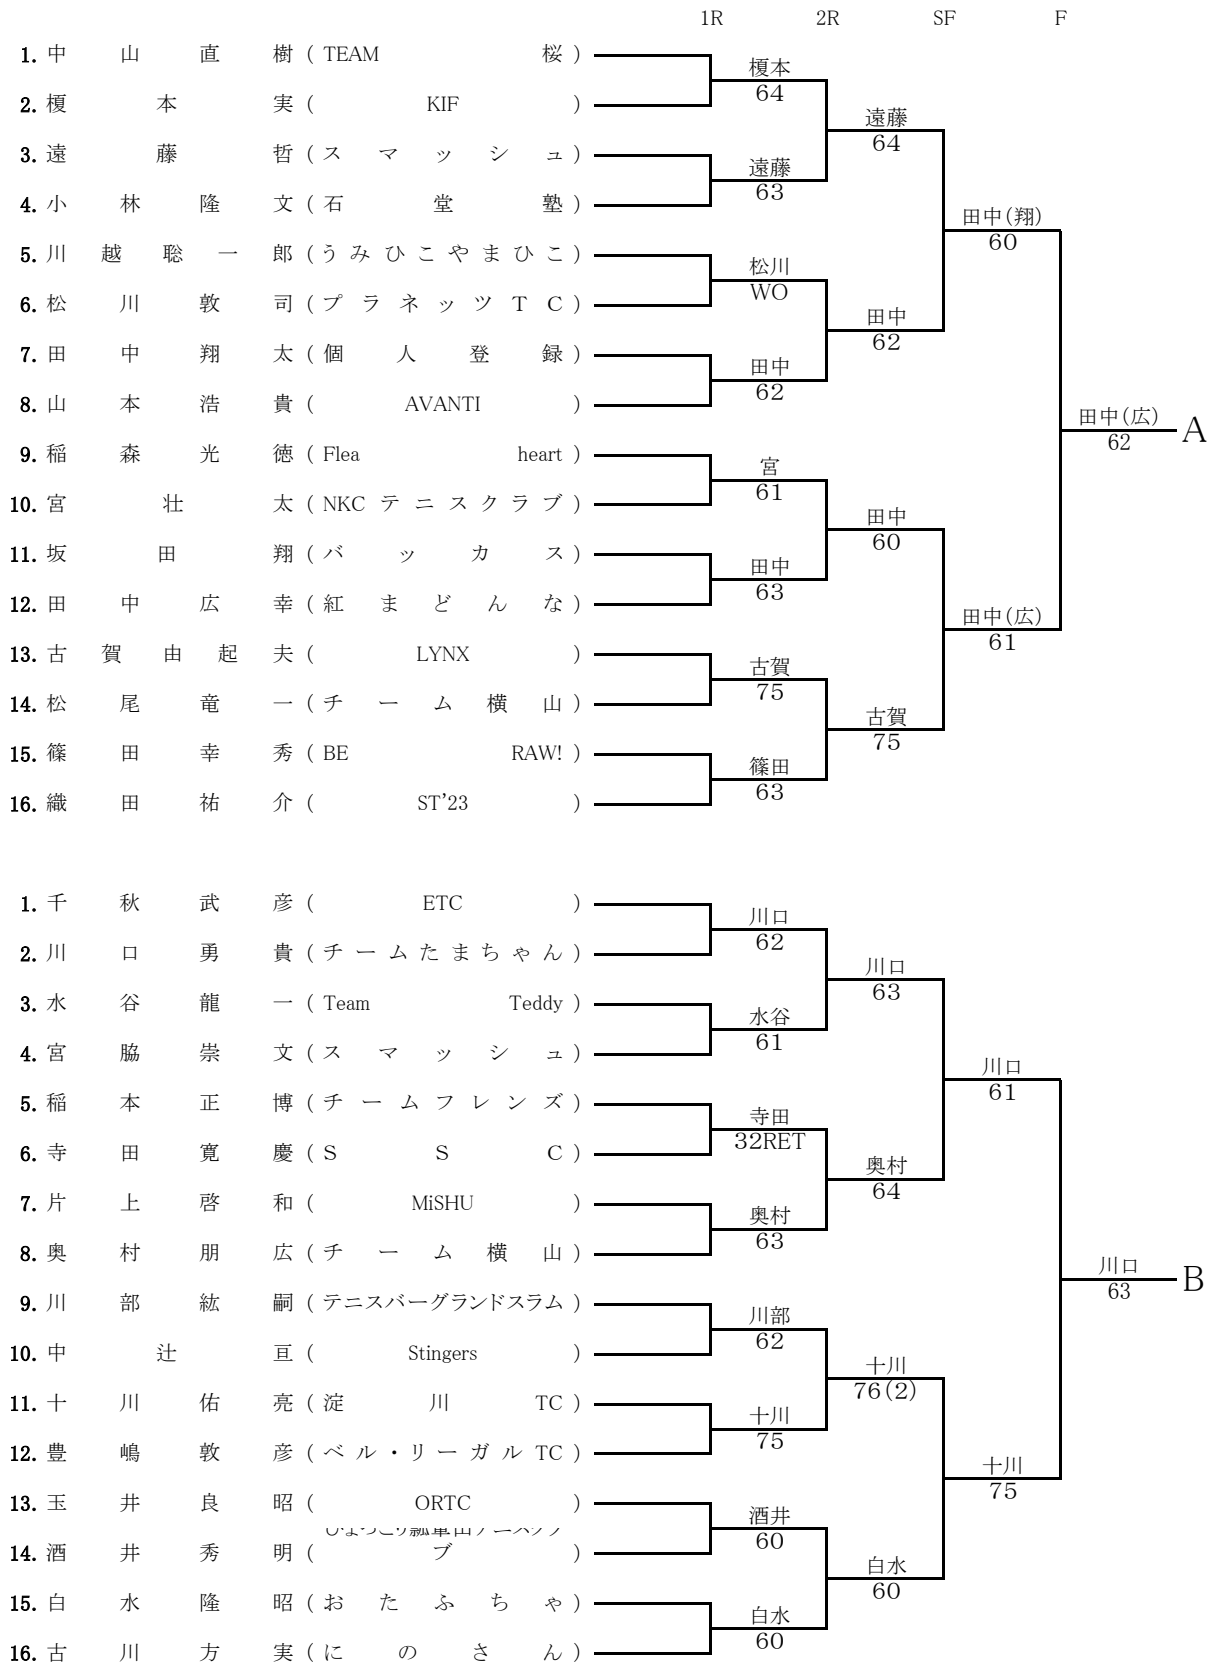 1R 2R SF F
1. 中山直樹 ( TEAM 桜 )
榎本
64
2. 榎本実 ( KIF )
遠藤
64
3. 遠藤哲 ( スマッシュ )
遠藤
63
4. 小林隆文 ( 石堂塾 )
田中(翔)
60
5. 川越聡一郎 ( うみひこやまひこ )
松川
WO
6. 松川敦司 ( プラネッツTC )
田中
62
7. 田中翔太 ( 個人登録 )
田中
62
8. 山本浩貴 ( AVANTI )
田中(広)
62
A
9. 稲森光徳 ( Flea heart )
宮
61
10. 宮壮太 ( NKCテニスクラブ )
田中
60
11. 坂田翔 ( バッカス )
田中
63
12. 田中広幸 ( 紅まどんな )
田中(広)
61
13. 古賀由起夫 ( LYNX )
古賀
75
14. 松尾竜一 ( チーム横山 )
古賀
75
15. 篠田幸秀 ( BE RAW! )
篠田
63
16. 織田祐介 ( ST'23 )
1. 千秋武彦 ( ETC )
川口
62
2. 川口勇貴 ( チームたまちゃん )
川口
63
3. 水谷龍一 ( Team Teddy )
水谷
61
4. 宮脇崇文 ( スマッシュ )
川口
61
5. 稲本正博 ( チームフレンズ )
寺田
32RET
6. 寺田寛慶 ( SSC )
奥村
64
7. 片上啓和 ( MiSHU )
奥村
63
8. 奥村朋広 ( チーム横山 )
川口
63
B
9. 川部紘嗣 ( テニスバーグランドスラム )
川部
62
10. 中辻亘 ( Stingers )
十川
76(2)
11. 十川佑亮 ( 淀川TC )
十川
75
12. 豊嶋敦彦 ( ベル・リーガルTC )
十川
75
13. 玉井良昭 ( ORTC )
酒井
60
14. 酒井秀明 ( ブ )
白水
60
15. 白水隆昭 ( おたふちゃ )
白水
60
16. 古川方実 ( にのさん )